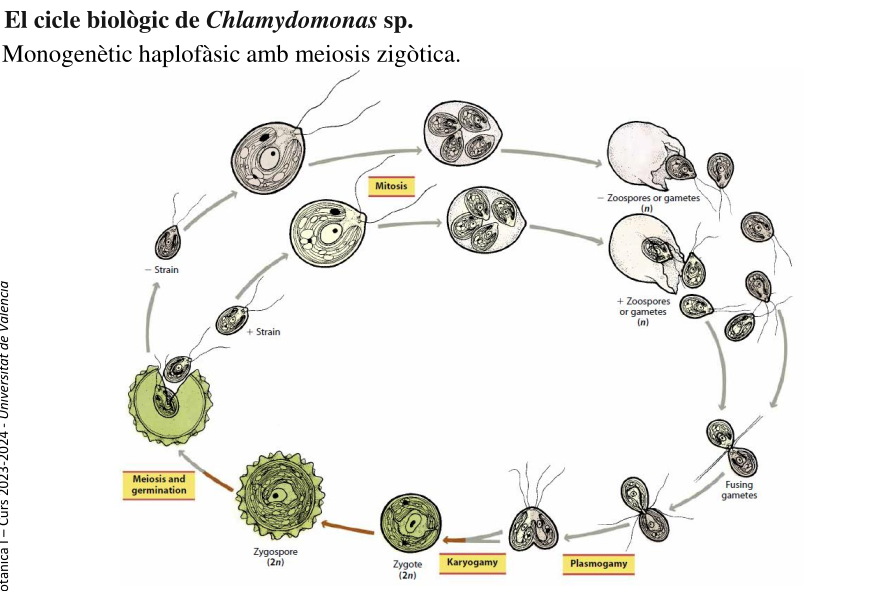 El cicle biològic de Chlamydomonas sp.
Monogenètic haplofàsic amb meiosis zigòtica.
Mitosis
− Zoospores or gametes
(n)
− Strain
+ Zoospores
or gametes
(n)
+ Strain
Fusing
gametes
Meiosis and
germination
Zygospore
(2n)
Zygote
(2n)
Karyogamy
Plasmogamy
otànica I – Curs 2023-2024 - Universitat de València